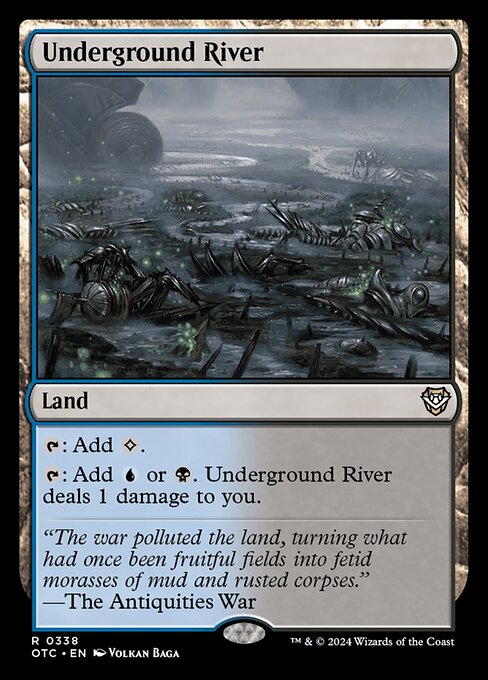 Underground River
Land
: Add .
: Add or . Underground River
deals 1 damage to you.
“The war polluted the land, turning what
had once been fruitful fields into fetid
morasses of mud and rusted corpses.”
—The Antiquities War
R 0338
OTC • EN Volkan Baga
™ & © 2024 Wizards of the Coast